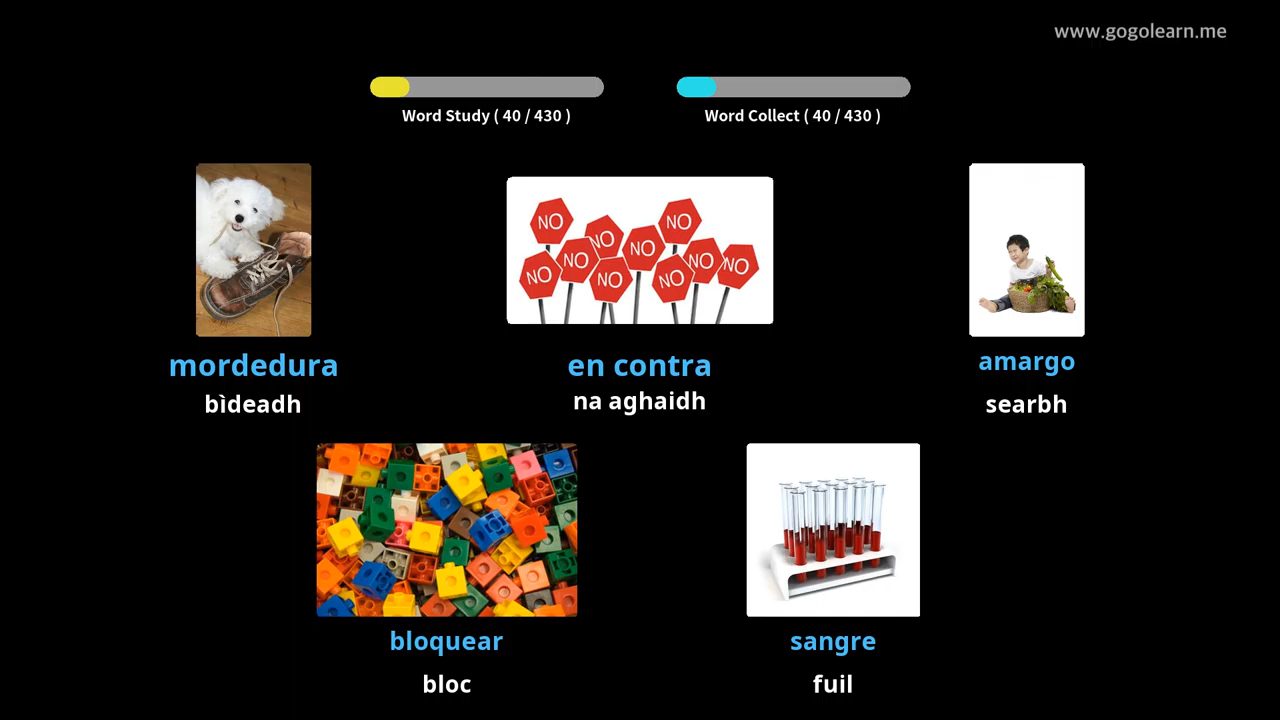 www.gogolearn.me
Word Study ( 40 / 430 )
Word Collect ( 40 / 430 )
NO
NO
NO
NO
NO
NO
NO
NO
NO
NO
mordedura
bìdeadh
en contra
na aghaidh
amargo
searbh
bloquear
bloc
sangre
fuil